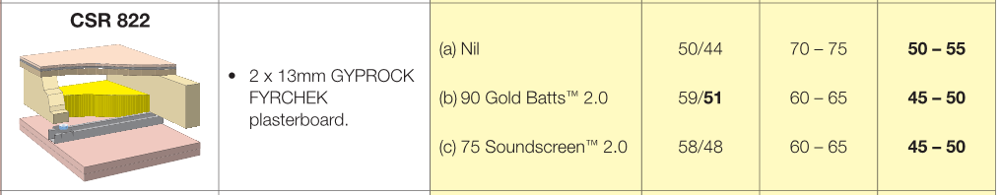 CSR 822
• 2 x 13mm GYPROCK
FYRCHEK
plasterboard.
(a) Nil 50/44 70 – 75 50 – 55
(b) 90 Gold Batts™ 2.0 59/51 60 – 65 45 – 50
(c) 75 Soundscreen™ 2.0 58/48 60 – 65 45 – 50